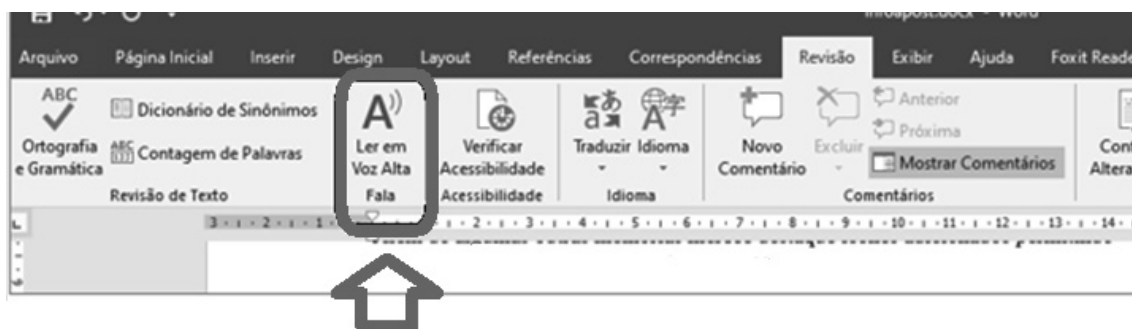 Arquivo Página Inicial Inserir Design Layout Referências Correspondências Revisão Exibir Ajuda Foxit Reade
ABC
Ortografia e Gramática
Dicionário de Sinônimos
ABC 123 Contagem de Palavras
Revisão de Texto
A
Ler em Voz Alta
Fala
Verificar Acessibilidade
Acessibilidade
Traduzir Idioma
Idioma
Novo Comentário
Excluir
Anterior
Próxima
Mostrar Comentários
Comentários
3 2 1 1 2 3 4 5 6 7 8 9 10 11 12 13 14